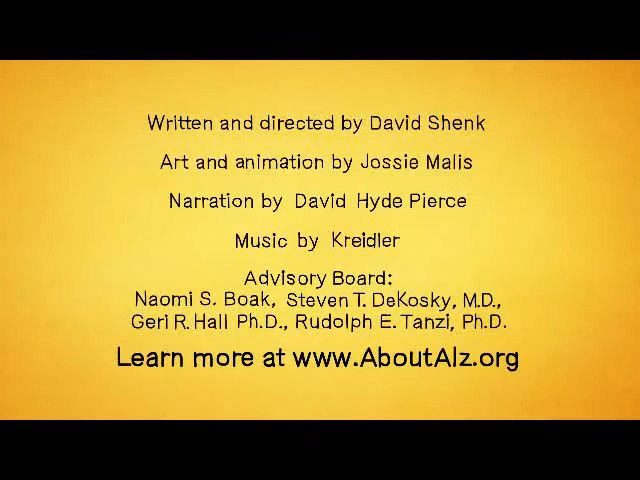 Written and directed by David Shenk
Art and animation by Jossie Malis
Narration by David Hyde Pierce
Music by Kreidler
Advisory Board:
Naomi S. Boak, Steven T. DeKosky, M.D.,
Geri R. Hall Ph.D., Rudolph E. Tanzi, Ph.D.
Learn more at www.AboutAlz.org